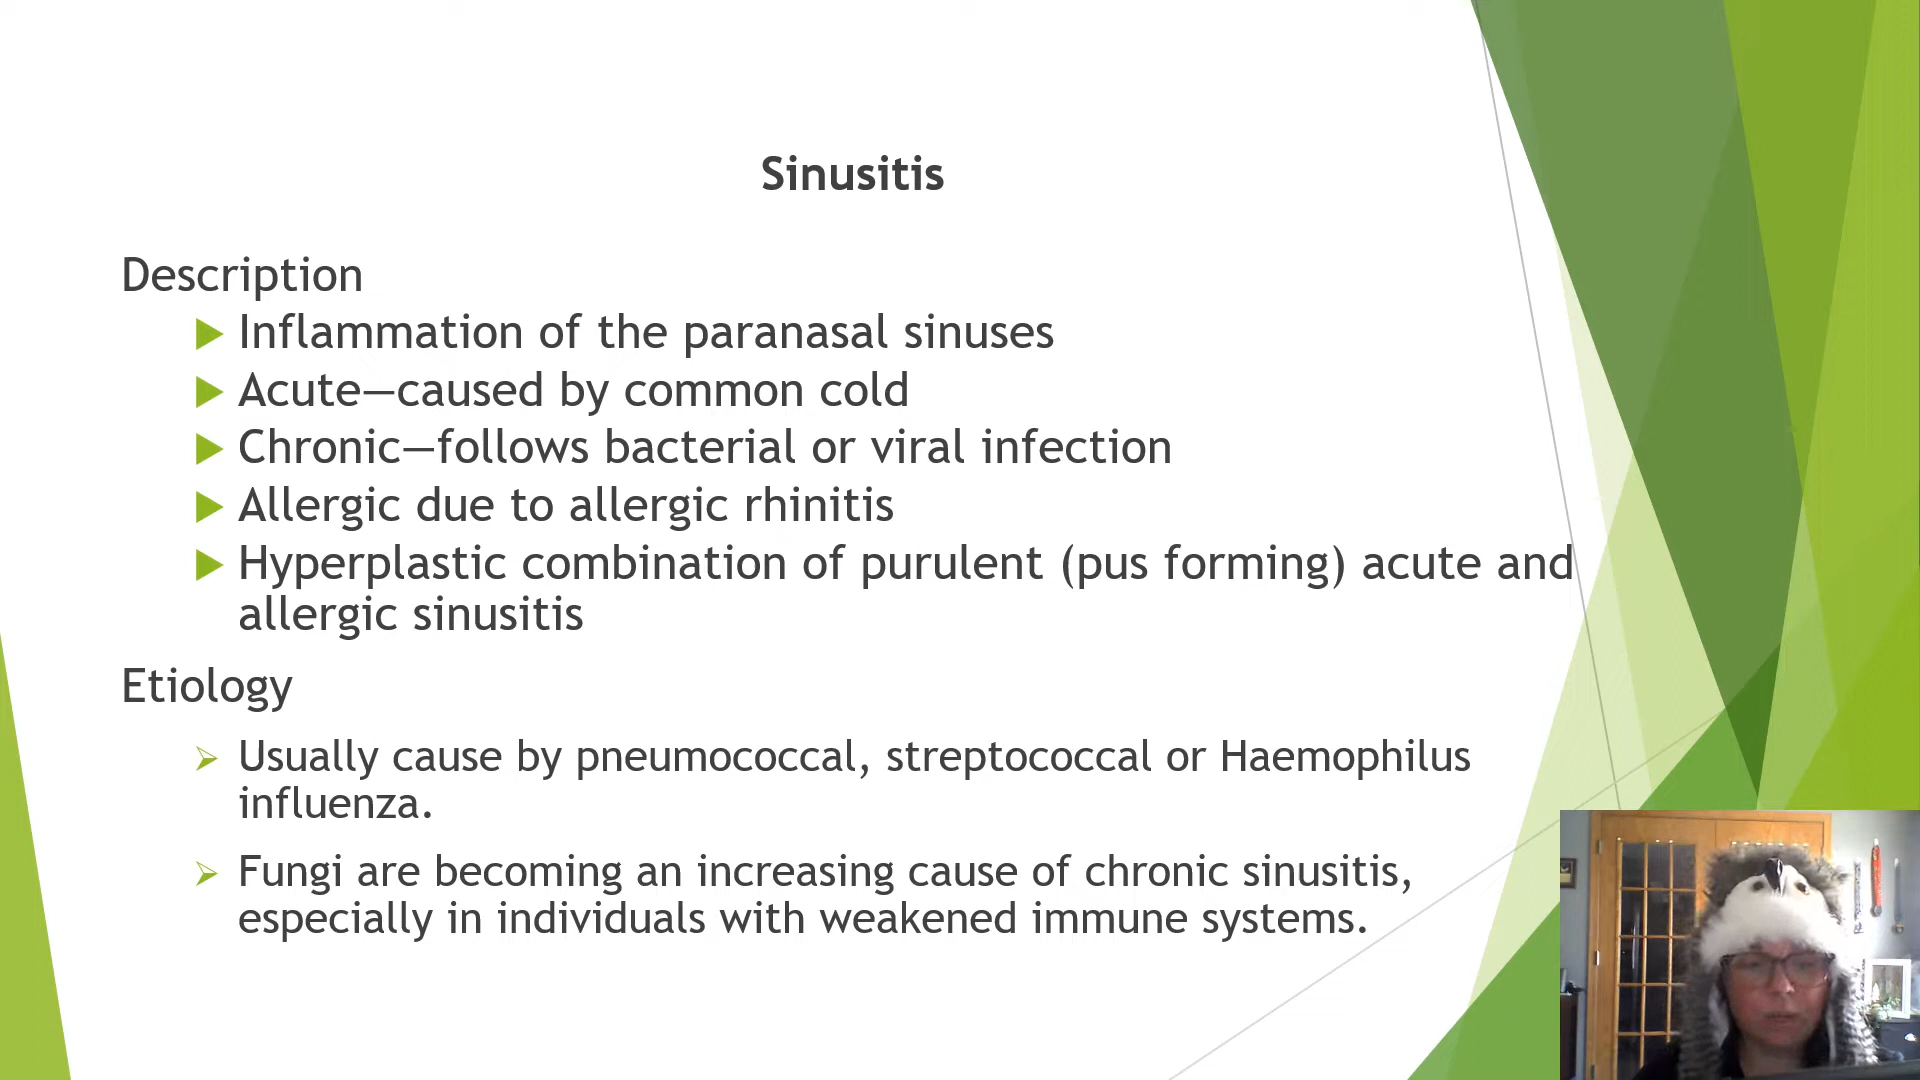 Sinusitis
Description
Inflammation of the paranasal sinuses
Acute—caused by common cold
Chronic—follows bacterial or viral infection
Allergic due to allergic rhinitis
Hyperplastic combination of purulent (pus forming) acute and
allergic sinusitis
Etiology
Usually cause by pneumococcal, streptococcal or Haemophilus
influenza.
Fungi are becoming an increasing cause of chronic sinusitis,
especially in individuals with weakened immune systems.